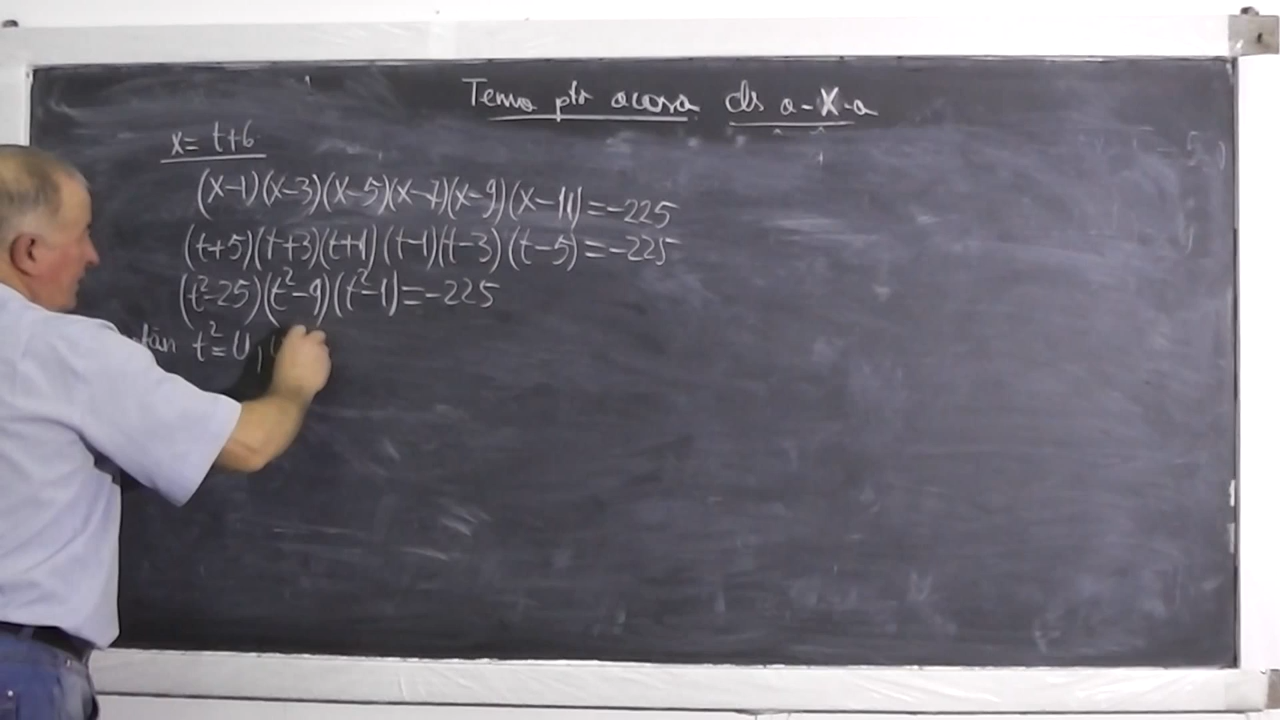 Tema ptr acasa ds a-X-a
x = t+6
(x-1)(x-3)(x-5)(x-7)(x-9)(x-11)=-225
(t+5)(t+3)(t+1)(t-1)(t-3)(t-5)=-225
(t²-25)(t²-9)(t²-1)=-225
t²=U,